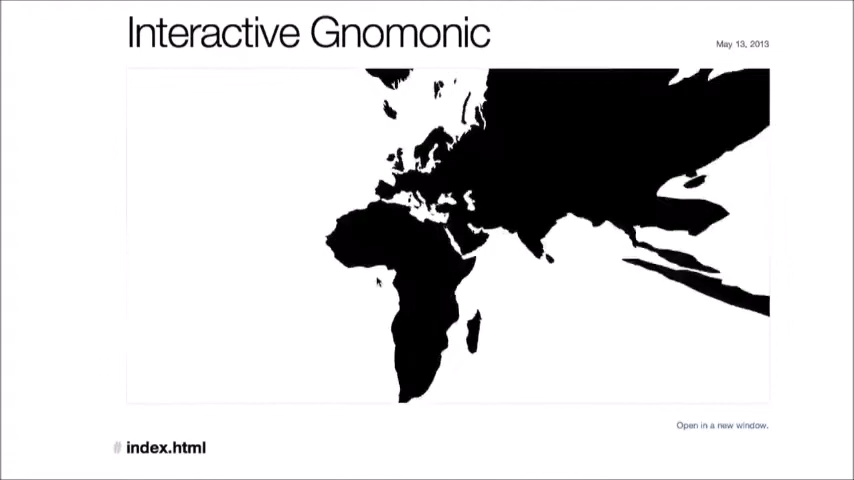 Interactive Gnomonic
May 13, 2013
Open in a new window.
# index.html